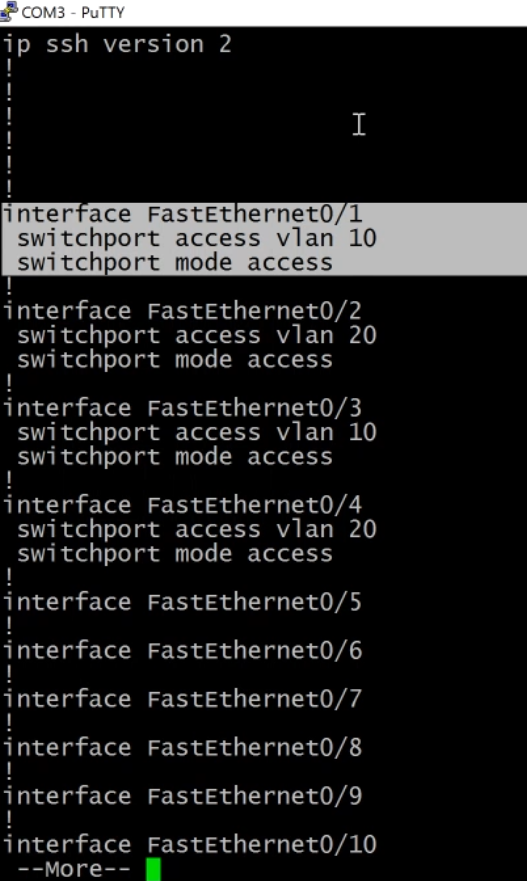 COM3 - PuTTY
ip ssh version 2
!
!
!
!
!
!
interface FastEthernet0/1
 switchport access vlan 10
 switchport mode access
!
interface FastEthernet0/2
 switchport access vlan 20
 switchport mode access
!
interface FastEthernet0/3
 switchport access vlan 10
 switchport mode access
!
interface FastEthernet0/4
 switchport access vlan 20
 switchport mode access
!
interface FastEthernet0/5
!
interface FastEthernet0/6
!
interface FastEthernet0/7
!
interface FastEthernet0/8
!
interface FastEthernet0/9
!
interface FastEthernet0/10
 --More--